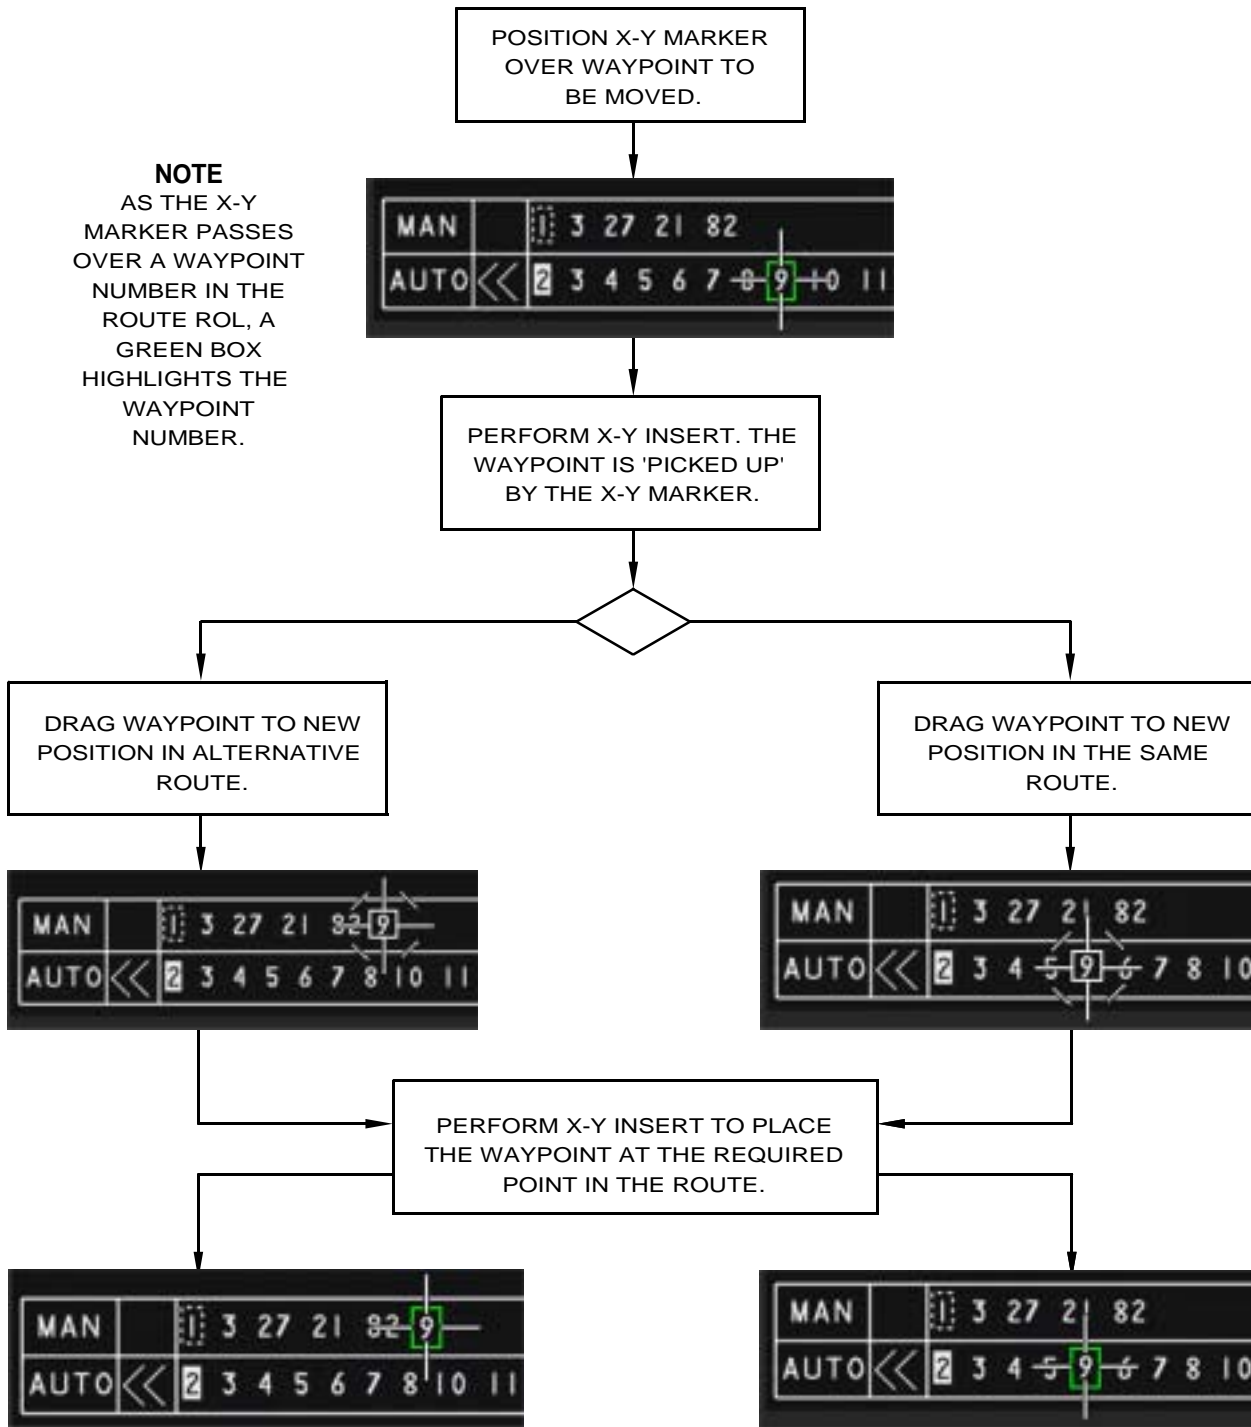 POSITION X-Y MARKER
OVER WAYPOINT TO
BE MOVED.
NOTE
AS THE X-Y
MARKER PASSES
OVER A WAYPOINT
NUMBER IN THE
ROUTE ROL, A
GREEN BOX
HIGHLIGHTS THE
WAYPOINT
NUMBER.
MAN 1 3 27 21 82
AUTO << 2 3 4 5 6 7 8 9 10 11
PERFORM X-Y INSERT. THE
WAYPOINT IS 'PICKED UP'
BY THE X-Y MARKER.
DRAG WAYPOINT TO NEW
POSITION IN ALTERNATIVE
ROUTE.
DRAG WAYPOINT TO NEW
POSITION IN THE SAME
ROUTE.
MAN 1 3 27 21 82 9
AUTO << 2 3 4 5 6 7 8 10 11
MAN 1 3 27 21 82
AUTO << 2 3 4 5 9 6 7 8 10
PERFORM X-Y INSERT TO PLACE
THE WAYPOINT AT THE REQUIRED
POINT IN THE ROUTE.
MAN 1 3 27 21 82 9
AUTO << 2 3 4 5 6 7 8 10 11
MAN 1 3 27 21 82
AUTO << 2 3 4 5 9 6 7 8 10